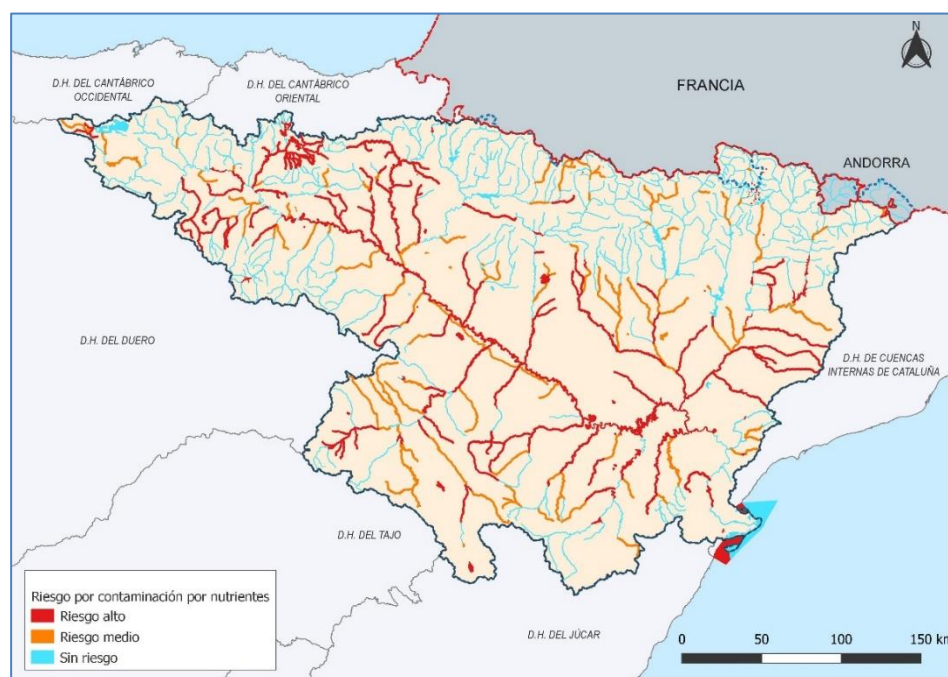 N
D.H. DEL CANTÁBRICO
OCCIDENTAL
D.H. DEL CANTÁBRICO
ORIENTAL
FRANCIA
ANDORRA
D.H. DEL DUERO
D.H. DE CUENCAS
INTERNAS DE CATALUÑA
D.H. DEL TAJO
D.H. DEL JÚCAR
Riesgo por contaminación por nutrientes
Riesgo alto
Riesgo medio
Sin riesgo
0 50 100 150 km